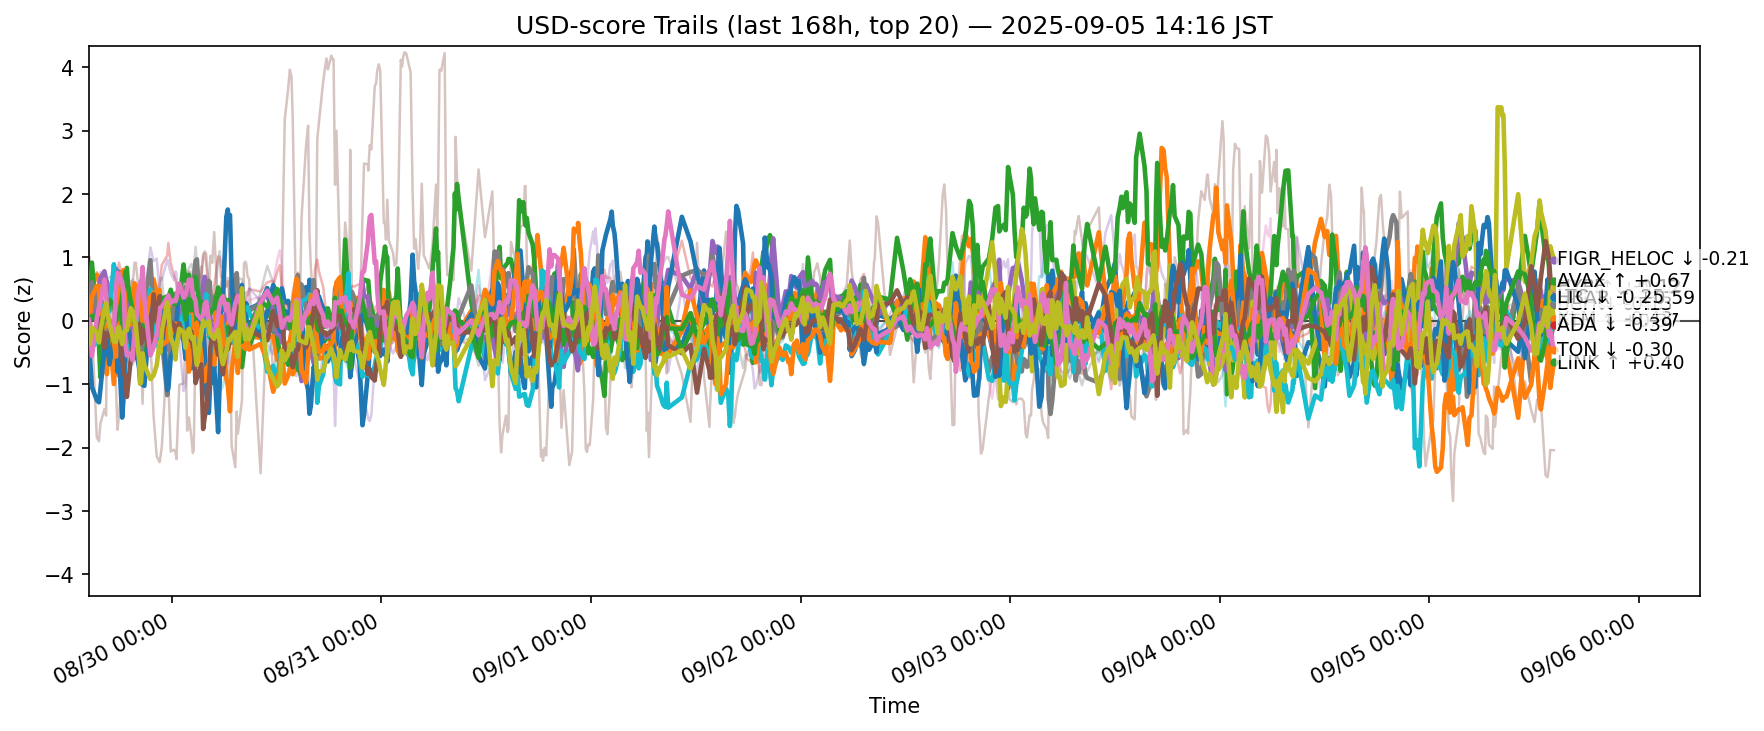 USD-score Trails (last 168h, top 20) — 2025-09-05 14:16 JST
Score (z)
4
3
2
1
0
−1
−2
−3
−4
FIGR_HELOC ↓ -0.21
AVAX ↑ +0.67
ADA ↓ -0.39
TON ↓ -0.30
LINK ↑ +0.40
08/30 00:00
08/31 00:00
09/01 00:00
09/02 00:00
09/03 00:00
09/04 00:00
09/05 00:00
09/06 00:00
Time